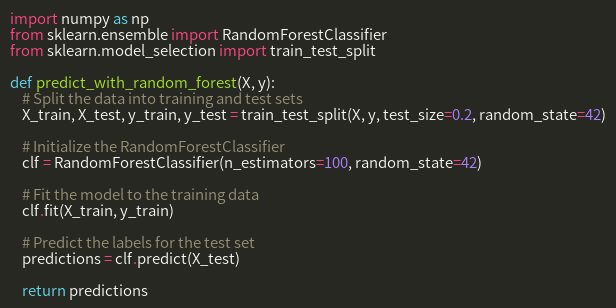 import numpy as np
from sklearn.ensemble import RandomForestClassifier
from sklearn.model_selection import train_test_split

def predict_with_random_forest(X, y):
    # Split the data into training and test sets
    X_train, X_test, y_train, y_test = train_test_split(X, y, test_size=0.2, random_state=42)

    # Initialize the RandomForestClassifier
    clf = RandomForestClassifier(n_estimators=100, random_state=42)

    # Fit the model to the training data
    clf.fit(X_train, y_train)

    # Predict the labels for the test set
    predictions = clf.predict(X_test)

    return predictions